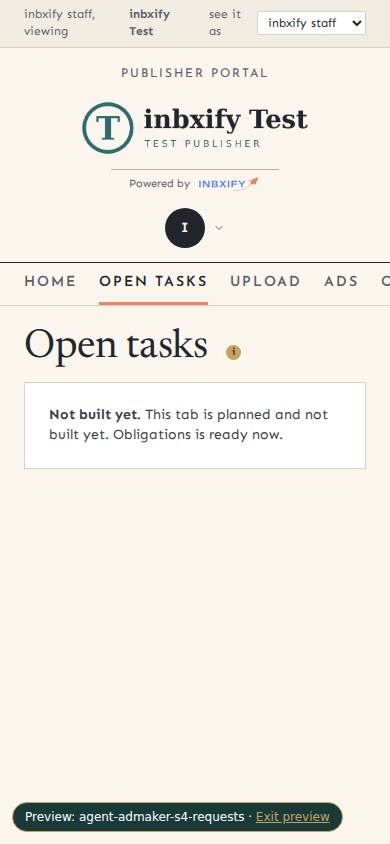 inbxify staff, viewing
inbxify Test
see it as
inbxify staff
PUBLISHER PORTAL
T
inbxify Test
TEST PUBLISHER
Powered by INBXIFY
I
HOME OPEN TASKS UPLOAD ADS
Open tasks i
Not built yet. This tab is planned and not
built yet. Obligations is ready now.
Preview: agent-admaker-s4-requests · Exit preview